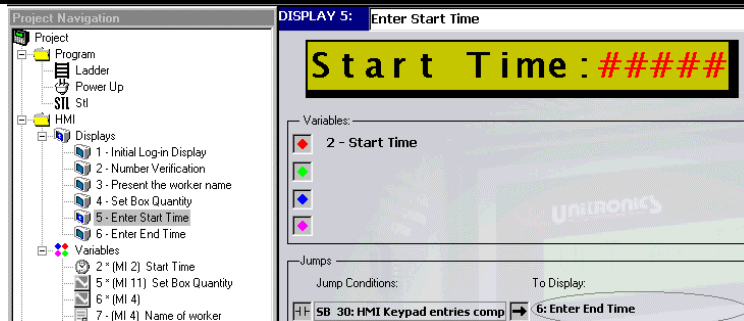 Project Navigation
Project
Program
Ladder
Power Up
STL Stl
HMI
Displays
1 - Initial Log-in Display
2 - Number Verification
3 - Present the worker name
4 - Set Box Quantity
5 - Enter Start Time
6 - Enter End Time
Variables
2 * (MI 2) Start Time
5 * (MI 11) Set Box Quantity
6 * (MI 4)
7 - (MI 4) Name of worker
DISPLAY 5: Enter Start Time
Start Time:#####
Variables:
2 - Start Time
UNITRONICS
Jumps
Jump Conditions: To Display:
SB 30: HMI Keypad entries comp 6: Enter End Time